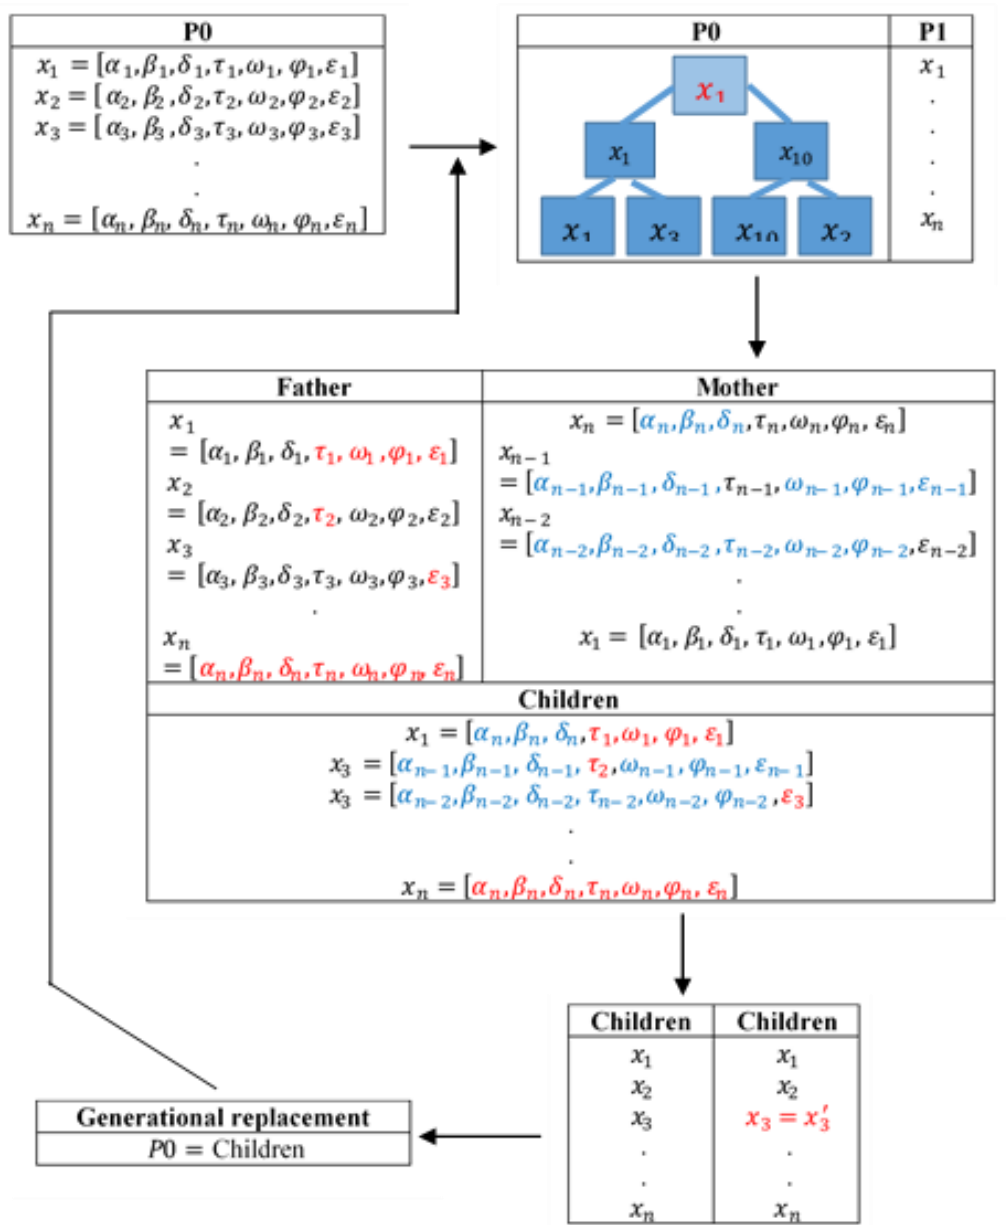 P0
x₁ = [α₁,β₁,δ₁,τ₁,ω₁, φ₁,ε₁]
x₂ = [α₂, β₂,δ₂,τ₂,ω₂, φ₂,ε₂]
x₃ = [α₃, β₃,δ₃,τ₃,ω₃, φ₃,ε₃]
.
.
xₙ = [αₙ, βₙ, δₙ, τₙ, ωₙ, φₙ,εₙ]
P0 P1
x₁
x₁ x₁₀
x₁ x₃ x₁₀ x₂
x₁
.
.
.
.
xₙ
Father
x₁
= [α₁, β₁, δ₁,τ₁, ω₁,φ₁, ε₁]
x₂
= [α₂, β₂,δ₂,τ₂, ω₂,φ₂,ε₂]
x₃
= [α₃, β₃,δ₃,τ₃, ω₃,φ₃,ε₃]
.
xₙ
= [αₙ,βₙ, δₙ,τₙ, ωₙ,φₙ, εₙ]
Mother
xₙ = [αₙ,βₙ,δₙ,τₙ,ωₙ,φₙ, εₙ]
xₙ₋₁
= [αₙ₋₁,βₙ₋₁,δₙ₋₁,τₙ₋₁,ωₙ₋₁,φₙ₋₁,εₙ₋₁]
xₙ₋₂
= [αₙ₋₂,βₙ₋₂,δₙ₋₂,τₙ₋₂,ωₙ₋₂,φₙ₋₂,εₙ₋₂]
.
.
x₁ = [α₁, β₁, δ₁, τ₁, ω₁,φ₁, ε₁]
Children
x₁ = [αₙ,βₙ, δₙ,τ₁,ω₁, φ₁, ε₁]
x₃ = [αₙ₋₁,βₙ₋₁, δₙ₋₁, τ₂,ωₙ₋₁, φₙ₋₁, εₙ₋₁]
x₃ = [αₙ₋₂,βₙ₋₂, δₙ₋₂, τₙ₋₂,ωₙ₋₂, φₙ₋₂ ,ε₃]
.
.
xₙ = [αₙ,βₙ,δₙ,τₙ,ωₙ,φₙ, εₙ]
Children Children
x₁ x₁
x₂ x₂
x₃ x₃ = x₃′
. .
. .
xₙ xₙ
Generational replacement
P0 = Children